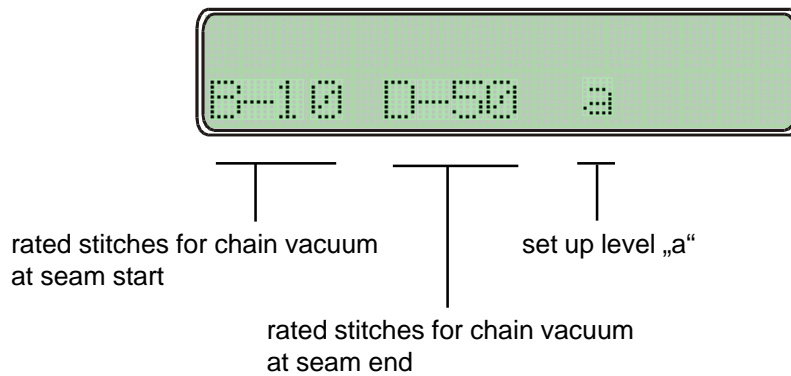 B-10 D-50 a
rated stitches for chain vacuum
at seam start
set up level „a“
rated stitches for chain vacuum
at seam end